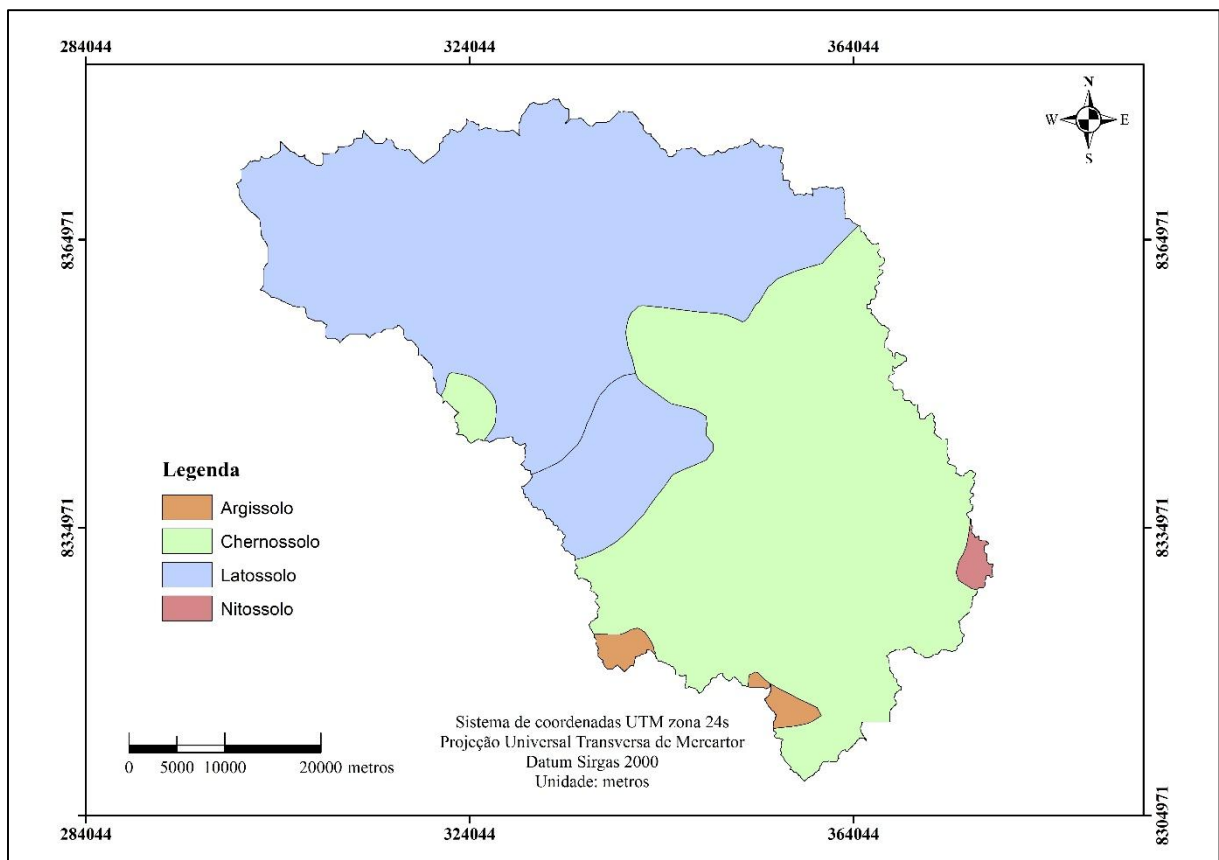 284044
324044
364044
N
W
E
S
8364971
8364971
Legenda
Argissolo
Chernossolo
Latossolo
Nitossolo
8334971
8334971
Sistema de coordenadas UTM zona 24s
Projeção Universal Transversa de Mercartor
Datum Sirgas 2000
Unidade: metros
0 5000 10000 20000 metros
8304971
284044
324044
364044